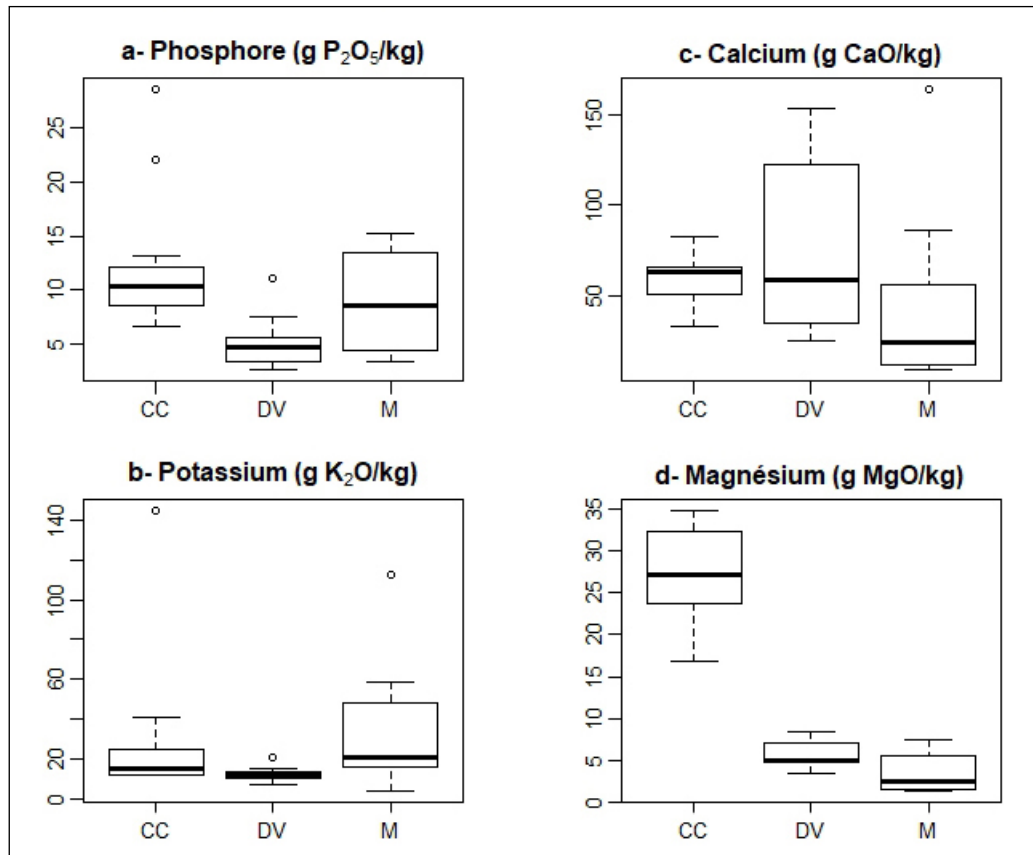 a- Phosphore (g P₂O₅/kg)
25
20
15
10
5
CC DV M
c- Calcium (g CaO/kg)
150
100
50
CC DV M
b- Potassium (g K₂O/kg)
140
100
60
20
0
CC DV M
d- Magnésium (g MgO/kg)
35
30
25
20
15
10
5
0
CC DV M